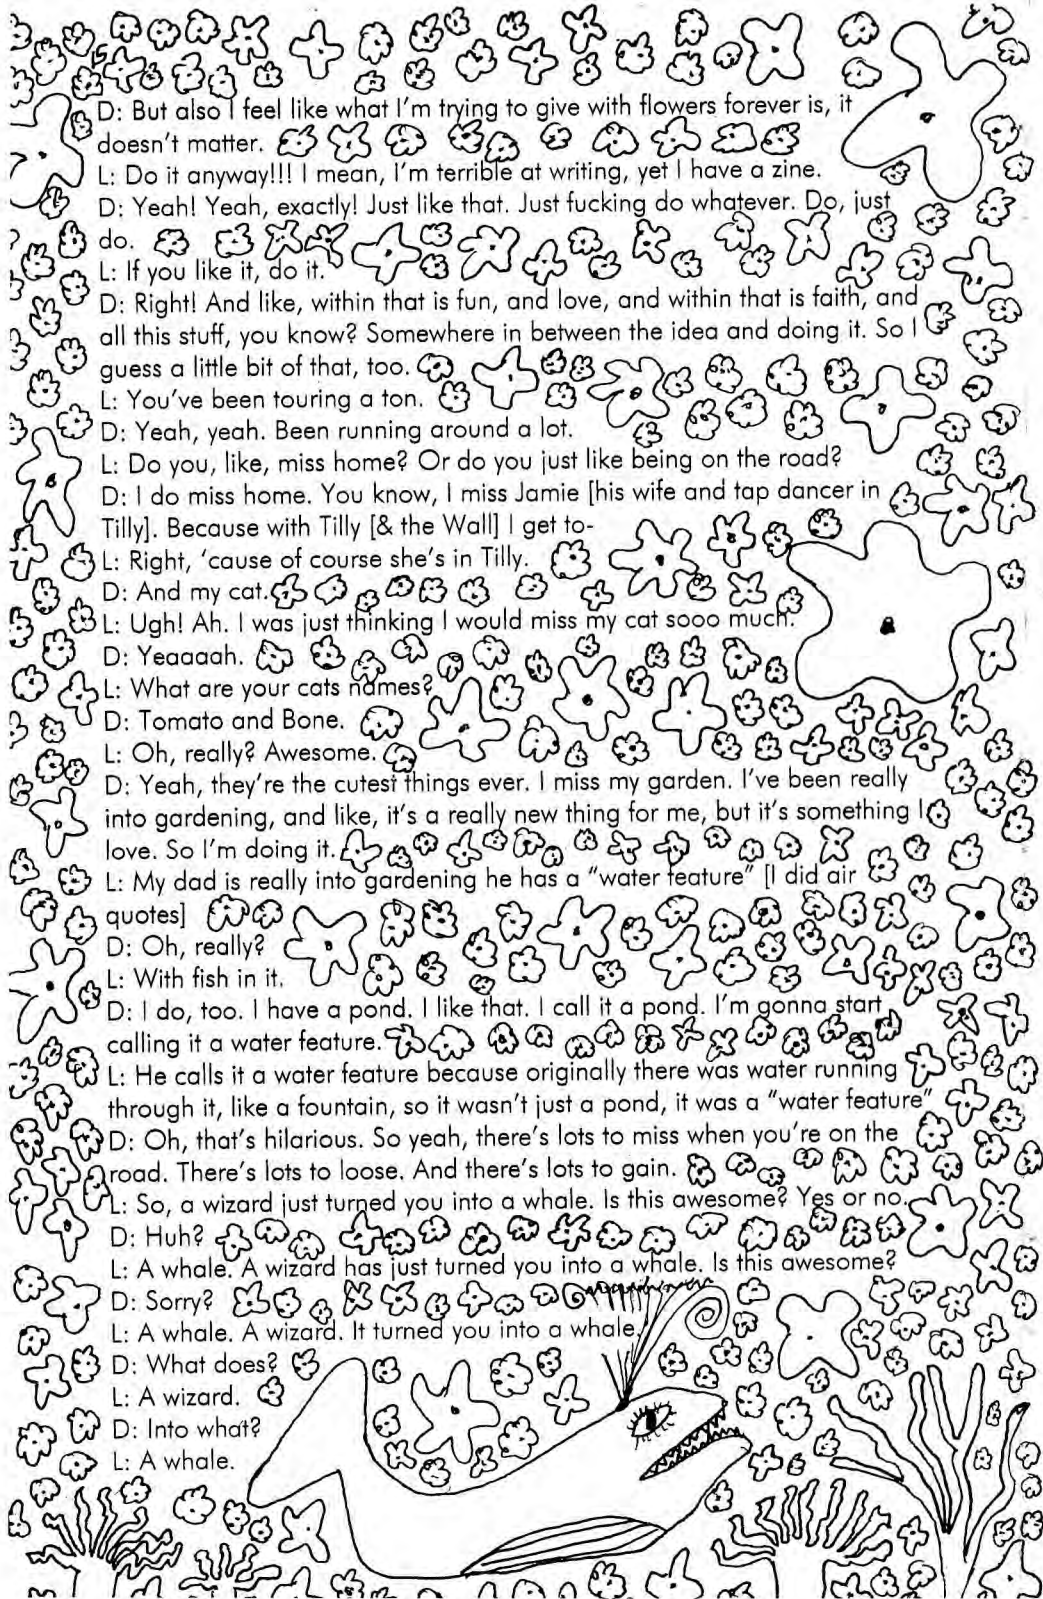 D: But also I feel like what I'm trying to give with flowers forever is, it
doesn't matter.
L: Do it anyway!!! I mean, I'm terrible at writing, yet I have a zine.
D: Yeah! Yeah, exactly! Just like that. Just fucking do whatever. Do, just
do.
L: If you like it, do it.
D: Right! And like, within that is fun, and love, and within that is faith, and
all this stuff, you know? Somewhere in between the idea and doing it. So I
guess a little bit of that, too.
L: You've been touring a ton.
D: Yeah, yeah. Been running around a lot.
L: Do you, like, miss home? Or do you just like being on the road?
D: I do miss home. You know, I miss Jamie [his wife and tap dancer in
Tilly]. Because with Tilly [& the Wall] I get to-
L: Right, 'cause of course she's in Tilly.
D: And my cat.
L: Ugh! Ah. I was just thinking I would miss my cat sooo much.
D: Yeaaaah.
L: What are your cats names?
D: Tomato and Bone.
L: Oh, really? Awesome.
D: Yeah, they're the cutest things ever. I miss my garden. I've been really
into gardening, and like, it's a really new thing for me, but it's something I
love. So I'm doing it.
L: My dad is really into gardening he has a "water feature" [I did air
quotes]
D: Oh, really?
L: With fish in it.
D: I do, too. I have a pond. I like that. I call it a pond. I'm gonna start
calling it a water feature.
L: He calls it a water feature because originally there was water running
through it, like a fountain, so it wasn't just a pond, it was a "water feature"
D: Oh, that's hilarious. So yeah, there's lots to miss when you're on the
road. There's lots to loose. And there's lots to gain.
L: So, a wizard just turned you into a whale. Is this awesome? Yes or no.
D: Huh?
L: A whale. A wizard has just turned you into a whale. Is this awesome?
D: Sorry?
L: A whale. A wizard. It turned you into a whale.
D: What does?
L: A wizard.
D: Into what?
L: A whale.